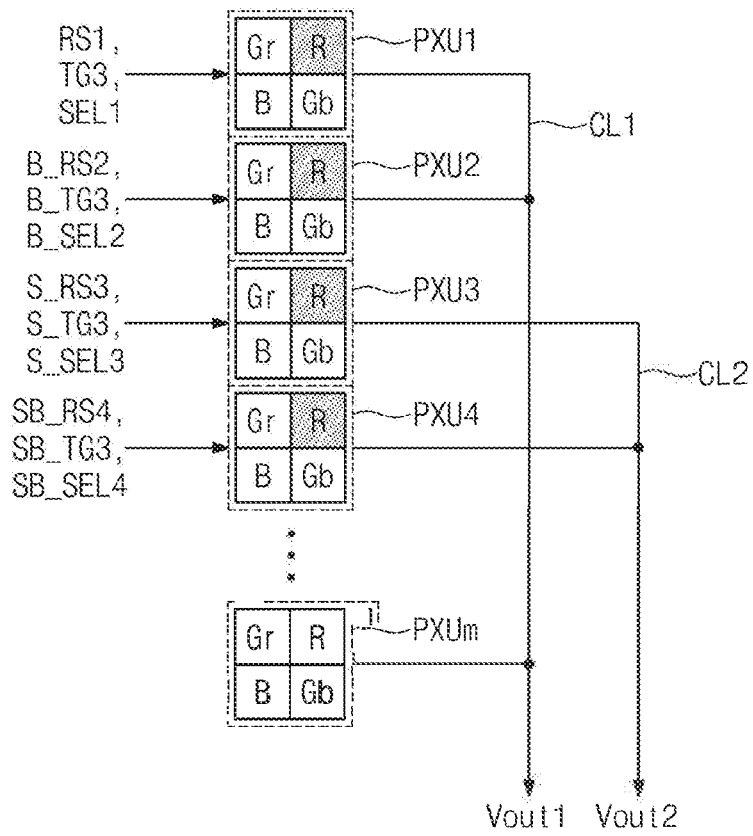 RS1,
TG3,
SEL1
Gr R
B Gb
PXU1
CL1
B_RS2,
B_TG3,
B_SEL2
Gr R
B Gb
PXU2
S_RS3,
S_TG3,
S_SEL3
Gr R
B Gb
PXU3
CL2
SB_RS4,
SB_TG3,
SB_SEL4
Gr R
B Gb
PXU4
Gr R
B Gb
PXUm
Vout1 Vout2